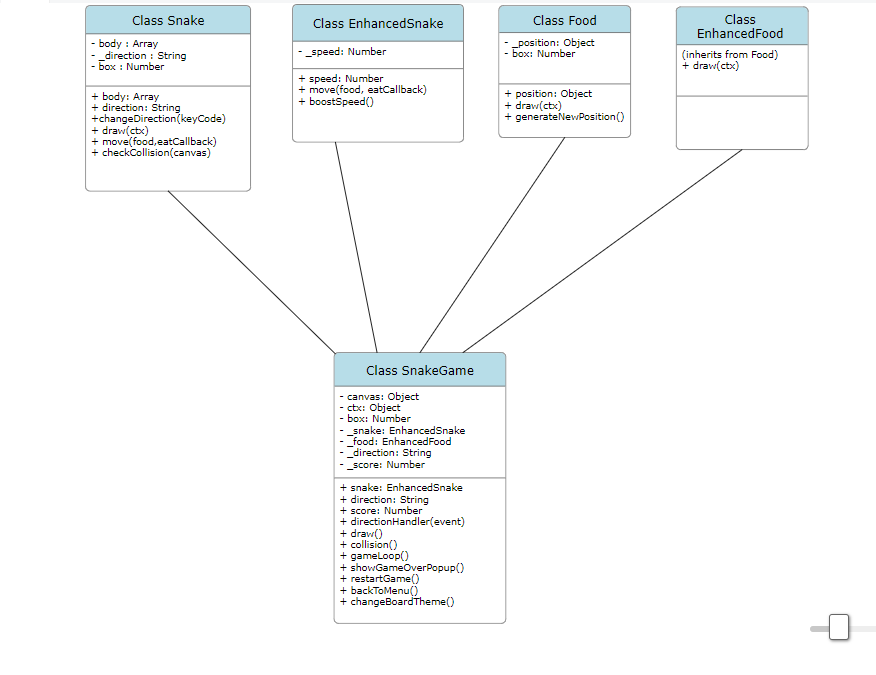 Class Snake
- body : Array
- _direction : String
- box : Number
+ body: Array
+ direction: String
+changeDirection(keyCode)
+ draw(ctx)
+ move(food,eatCallback)
+ checkCollision(canvas)
Class EnhancedSnake
- _speed: Number
+ speed: Number
+ move(food, eatCallback)
+ boostSpeed()
Class Food
- _position: Object
- box: Number
+ position: Object
+ draw(ctx)
+ generateNewPosition()
Class
EnhancedFood
(inherits from Food)
+ draw(ctx)
Class SnakeGame
- canvas: Object
- ctx: Object
- box: Number
- _snake: EnhancedSnake
- _food: EnhancedFood
- _direction: String
- _score: Number
+ snake: EnhancedSnake
+ direction: String
+ score: Number
+ directionHandler(event)
+ draw()
+ collision()
+ gameLoop()
+ showGameOverPopup()
+ restartGame()
+ backToMenu()
+ changeBoardTheme()